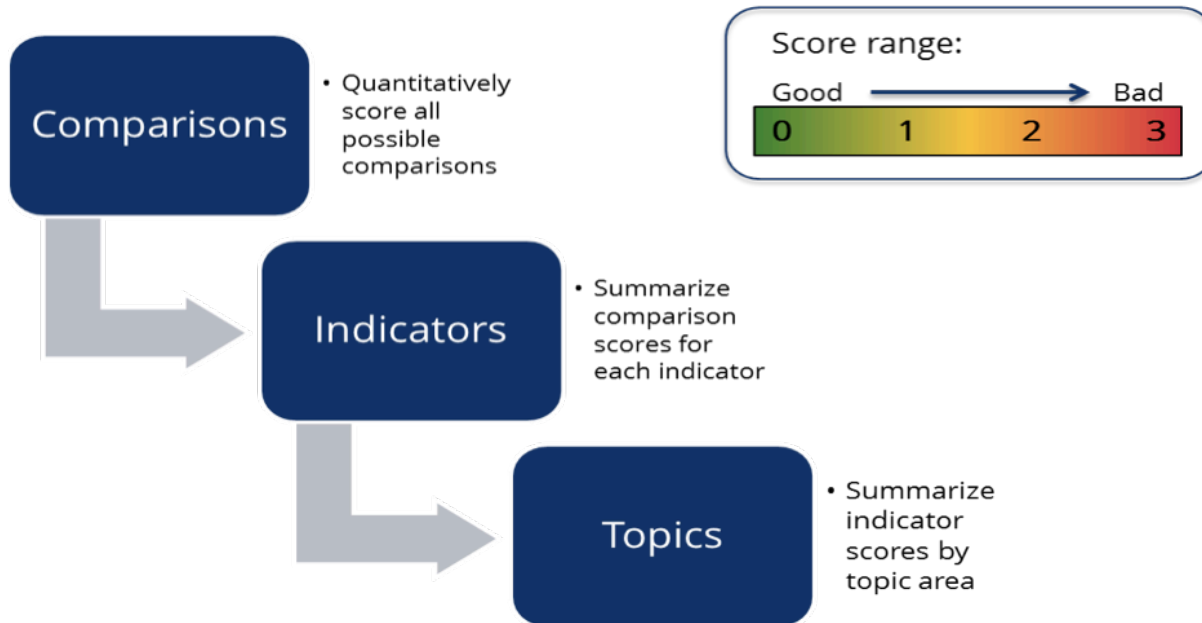 Score range:
Good Bad
0 1 2 3
Comparisons
• Quantitatively
score all
possible
comparisons
Indicators
• Summarize
comparison
scores for
each indicator
Topics
• Summarize
indicator
scores by
topic area